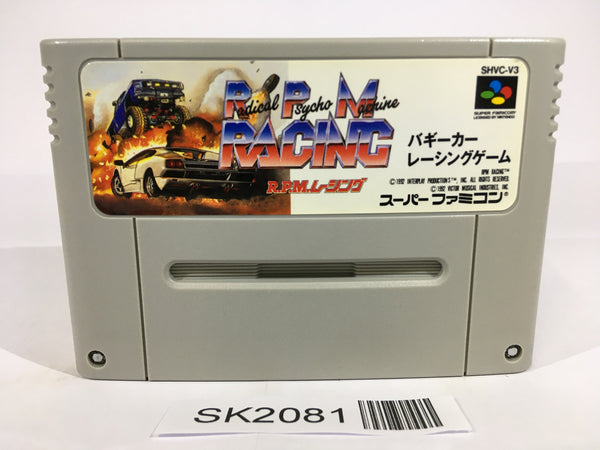 SHVC-V3
R. P. M.
Radical Psycho Machine
RACING
R.P.M.レーシング
SUPER FAMICOM
LICENSED BY NINTENDO
バギーカー
レーシングゲーム
RPM RACING™
©1992 INTERPLAY PRODUCTIONS™, INC. ALL RIGHTS RESERVED.
©1992 VICTOR MUSICAL INDUSTRIES, INC.
スーパーファミコン®
SK2081